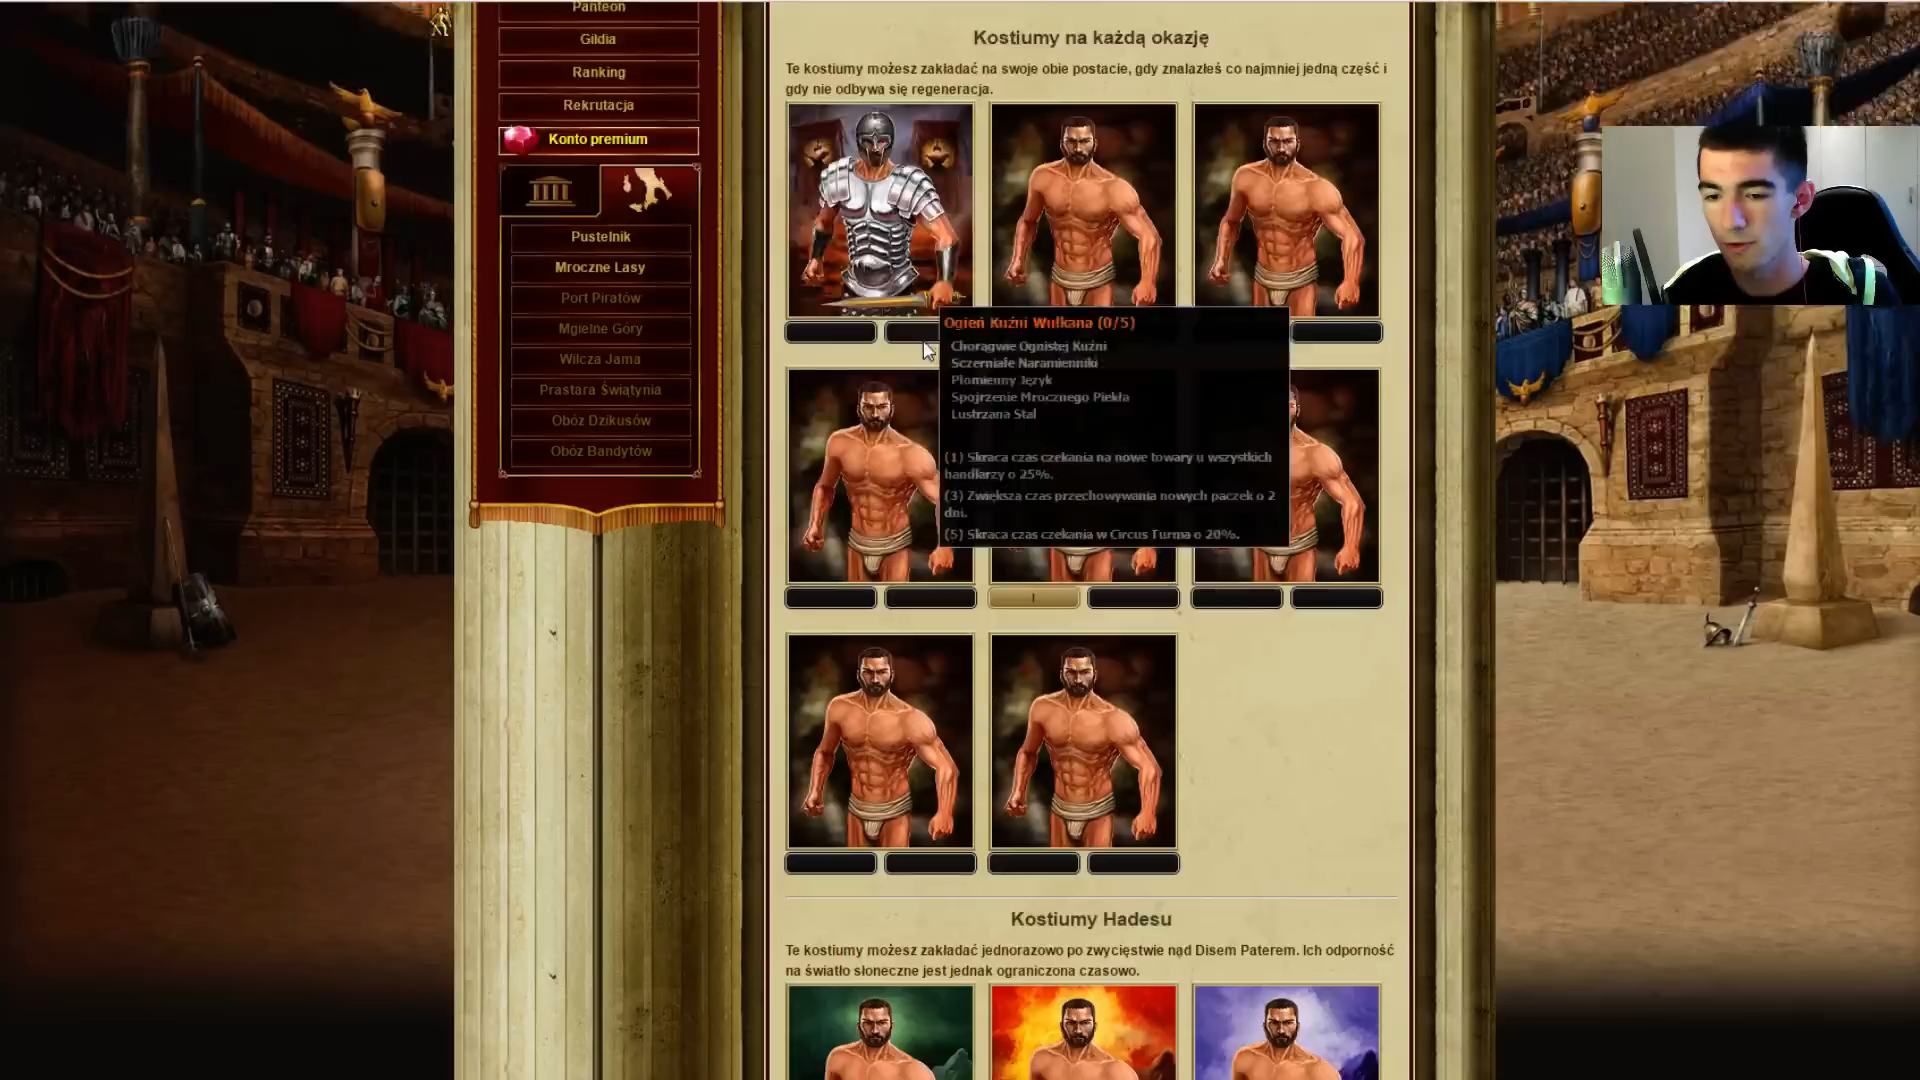 Panteon
Gildia
Ranking
Rekrutacja
Konto premium
Pustelnik
Mroczne Lasy
Port Piratów
Mgielne Góry
Wilcza Jama
Prastara Świątynia
Obóz Dzikusów
Obóz Bandytów
Kostiumy na każdą okazję
Te kostiumy możesz zakładać na swoje obie postacie, gdy znalazłeś co najmniej jedną część i
gdy nie odbywa się regeneracja.
Ogień Kuźni Wulkana (0/5)
Chorągwie Ognistej Kuźni
Sczerniałe Naramienniki
Płomienny Język
Spojrzenie Mrocznego Piekła
Lustrzana Stal
(1) Skraca czas czekania na nowe towary u wszystkich
handlarzy o 25%.
(3) Zwiększa czas przechowywania nowych paczek o 2
dni.
(5) Skraca czas czekania w Circus Turma o 20%.
I
Kostiumy Hadesu
Te kostiumy możesz zakładać jednorazowo po zwycięstwie nad Disem Paterem. Ich odporność
na światło słoneczne jest jednak ograniczona czasowo.